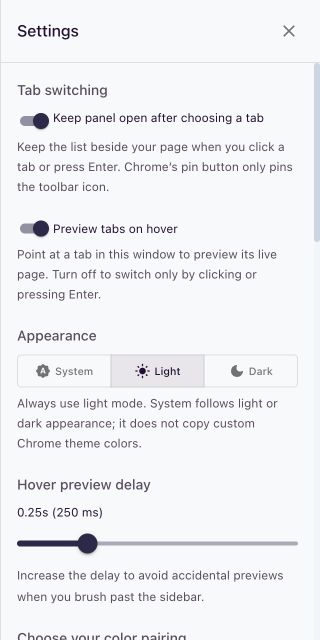 Settings
Tab switching
Keep panel open after choosing a tab
Keep the list beside your page when you click a
tab or press Enter. Chrome's pin button only pins
the toolbar icon.
Preview tabs on hover
Point at a tab in this window to preview its live
page. Turn off to switch only by clicking or
pressing Enter.
Appearance
A System Light Dark
Always use light mode. System follows light or
dark appearance; it does not copy custom
Chrome theme colors.
Hover preview delay
0.25s (250 ms)
Increase the delay to avoid accidental previews
when you brush past the sidebar.
Choose your color pairing